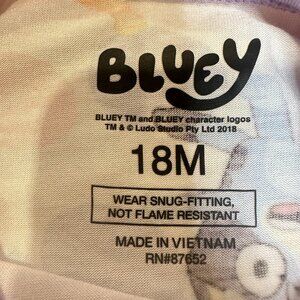 BLUEY
BLUEY TM and BLUEY character logos
TM & © Ludo Studio Pty Ltd 2018
18M
WEAR SNUG-FITTING,
NOT FLAME RESISTANT
MADE IN VIETNAM
RN#87652